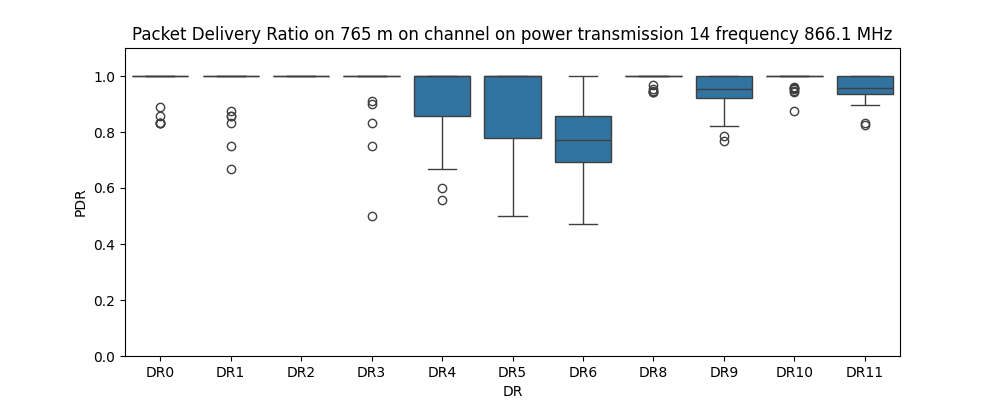 Packet Delivery Ratio on 765 m on channel on power transmission 14 frequency 866.1 MHz
1.0
0.8
0.6
0.4
0.2
0.0
PDR
DR0 DR1 DR2 DR3 DR4 DR5 DR6 DR8 DR9 DR10 DR11
DR